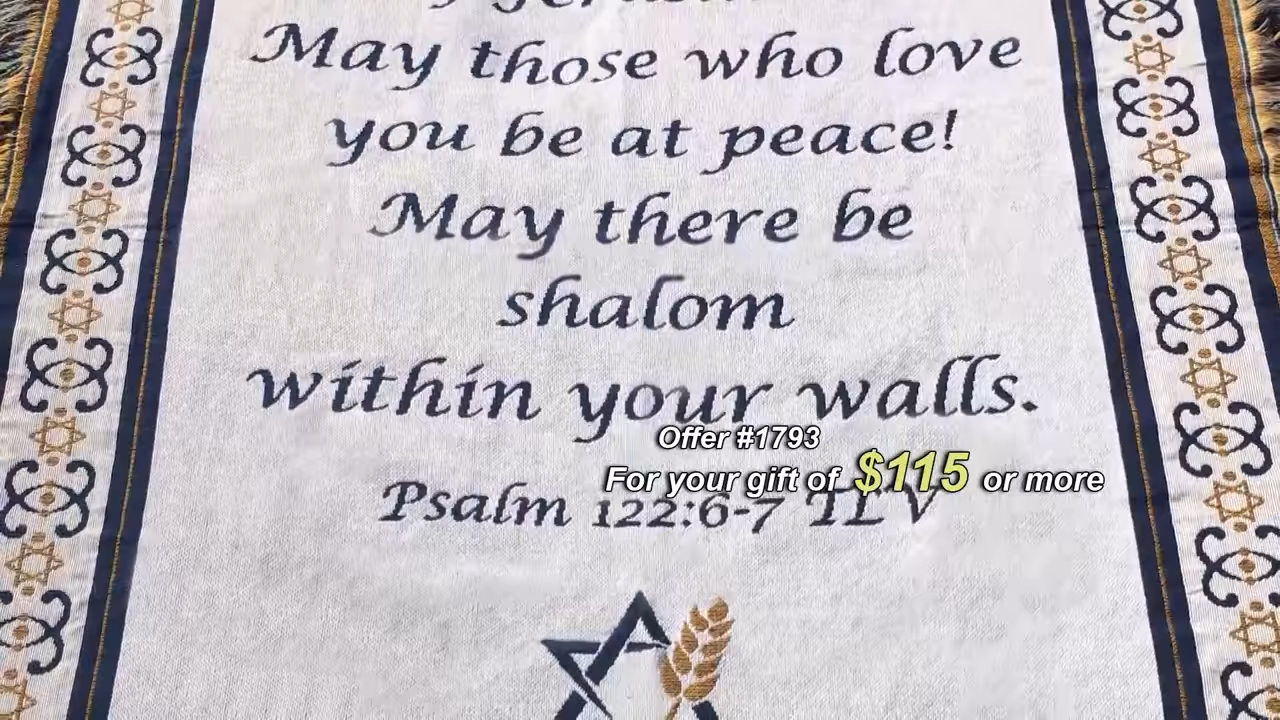 May those who love
you be at peace!
May there be
shalom
within your walls.
Offer #1793
For your gift of $115 or more
Psalm 122:6-7 TLV